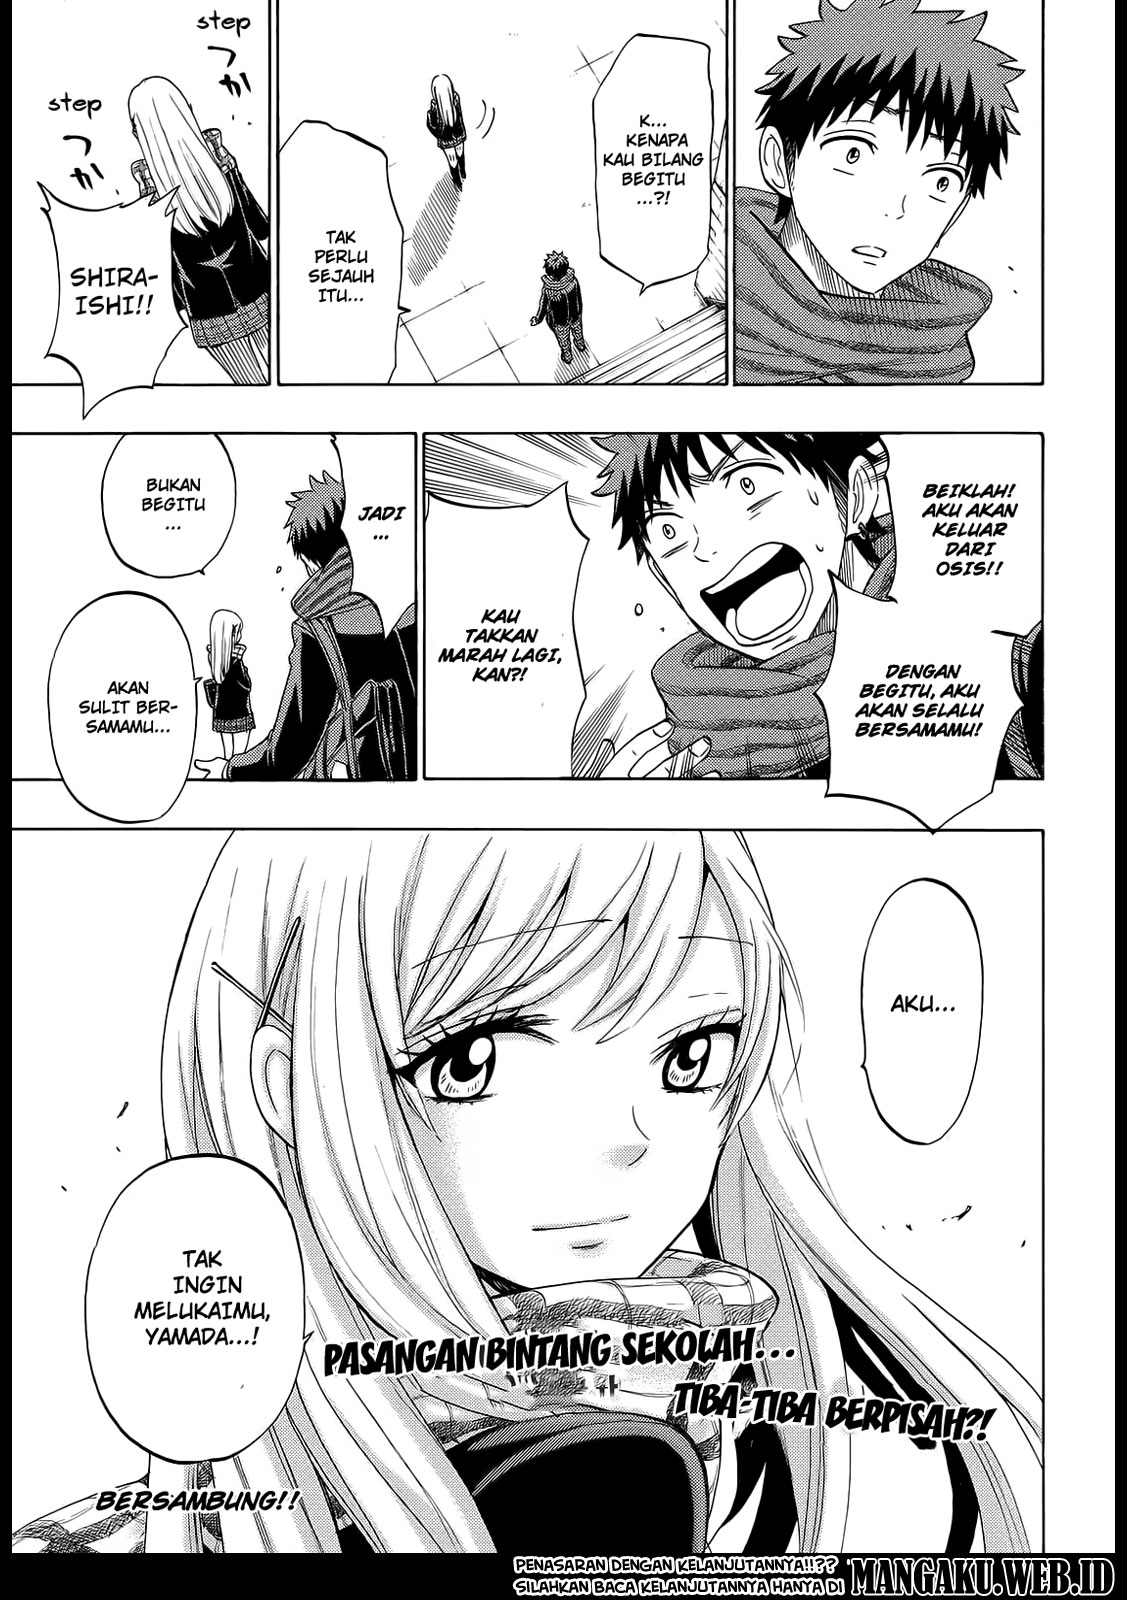 K...
KENAPA
KAU BILANG
BEGITU
...?!
TAK
PERLU
SEJAUH
ITU...
step
つか
step
つか
SHIRA-
ISHI!!
BEIKLAH!
AKU AKAN
KELUAR
DARI
OSIS!!
DENGAN
BEGITU, AKU
AKAN SELALU
BERSAMAMU!
KAU
TAKKAN
MARAH LAGI,
KAN?!
JADI
...
BUKAN
BEGITU
...
AKAN
SULIT BER-
SAMAMU...
AKU...
TAK
INGIN
MELUKAIMU,
YAMADA...!
PASANGAN BINTANG SEKOLAH...
TIBA-TIBA BERPISAH?!
BERSAMBUNG!!
PENASARAN DENGAN KELANJUTANNYA!!??
SILAHKAN BACA KELANJUTANNYA HANYA DI
MANGAKU.WEB.ID